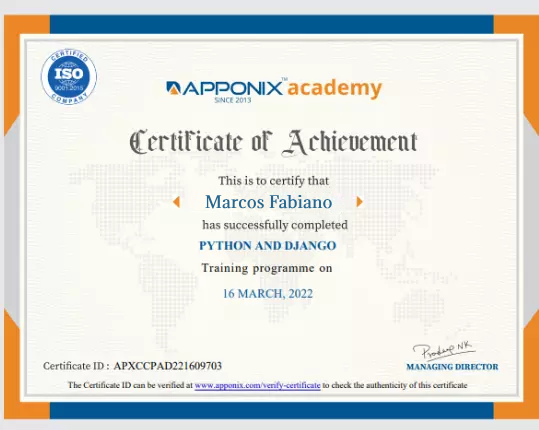 CERTIFIED
ISO
9001:2015
COMPANY
APPONIX™ academy
SINCE 2013
Certificate of Achievement
This is to certify that
Marcos Fabiano
has successfully completed
PYTHON AND DJANGO
Training programme on
16 MARCH, 2022
Pradeep NK
Certificate ID : APXCCPAD221609703
MANAGING DIRECTOR
The Certificate ID can be verified at www.apponix.com/verify-certificate to check the authenticity of this certificate